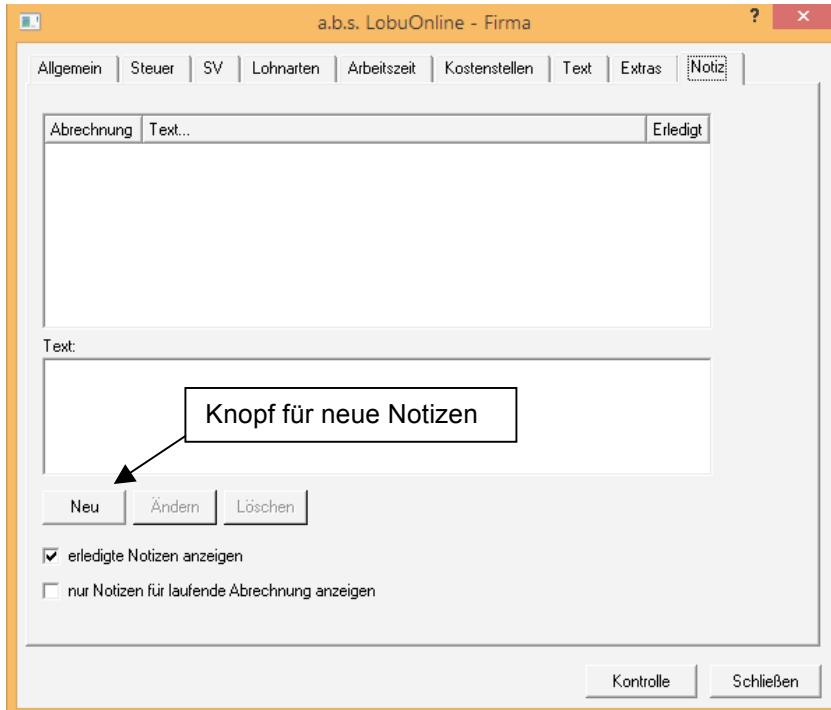 a.b.s. LobuOnline - Firma ? ×
Allgemein Steuer SV Lohnarten Arbeitszeit Kostenstellen Text Extras Notiz
Abrechnung Text... Erledigt
Text:
Knopf für neue Notizen
Neu Ändern Löschen
erledigte Notizen anzeigen
nur Notizen für laufende Abrechnung anzeigen
Kontrolle Schließen